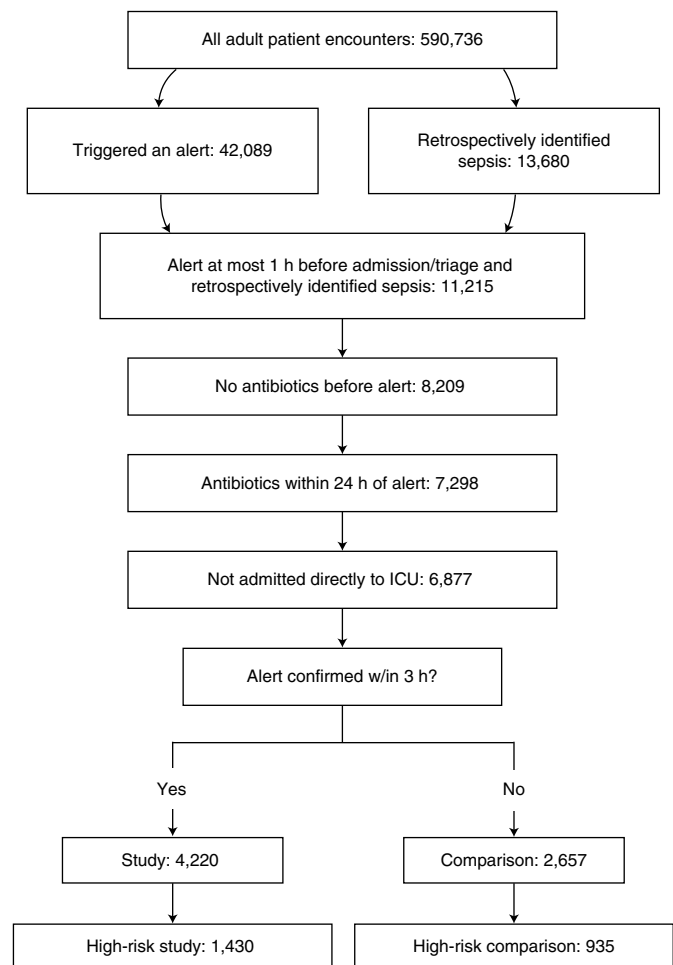 All adult patient encounters: 590,736
Triggered an alert: 42,089
Retrospectively identified
sepsis: 13,680
Alert at most 1 h before admission/triage and
retrospectively identified sepsis: 11,215
No antibiotics before alert: 8,209
Antibiotics within 24 h of alert: 7,298
Not admitted directly to ICU: 6,877
Alert confirmed w/in 3 h?
Yes
No
Study: 4,220
Comparison: 2,657
High-risk study: 1,430
High-risk comparison: 935